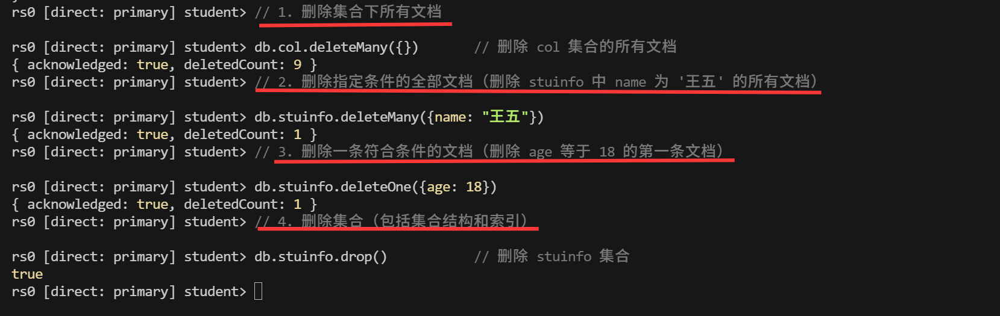 rs0 [direct: primary] student> // 1. 删除集合下所有文档
rs0 [direct: primary] student> db.col.deleteMany({})       // 删除 col 集合的所有文档
{ acknowledged: true, deletedCount: 9 }
rs0 [direct: primary] student> // 2. 删除指定条件的全部文档（删除 stuinfo 中 name 为 '王五' 的所有文档）
rs0 [direct: primary] student> db.stuinfo.deleteMany({name: "王五"})
{ acknowledged: true, deletedCount: 1 }
rs0 [direct: primary] student> // 3. 删除一条符合条件的文档（删除 age 等于 18 的第一条文档）
rs0 [direct: primary] student> db.stuinfo.deleteOne({age: 18})
{ acknowledged: true, deletedCount: 1 }
rs0 [direct: primary] student> // 4. 删除集合（包括集合结构和索引）
rs0 [direct: primary] student> db.stuinfo.drop()           // 删除 stuinfo 集合
true
rs0 [direct: primary] student>